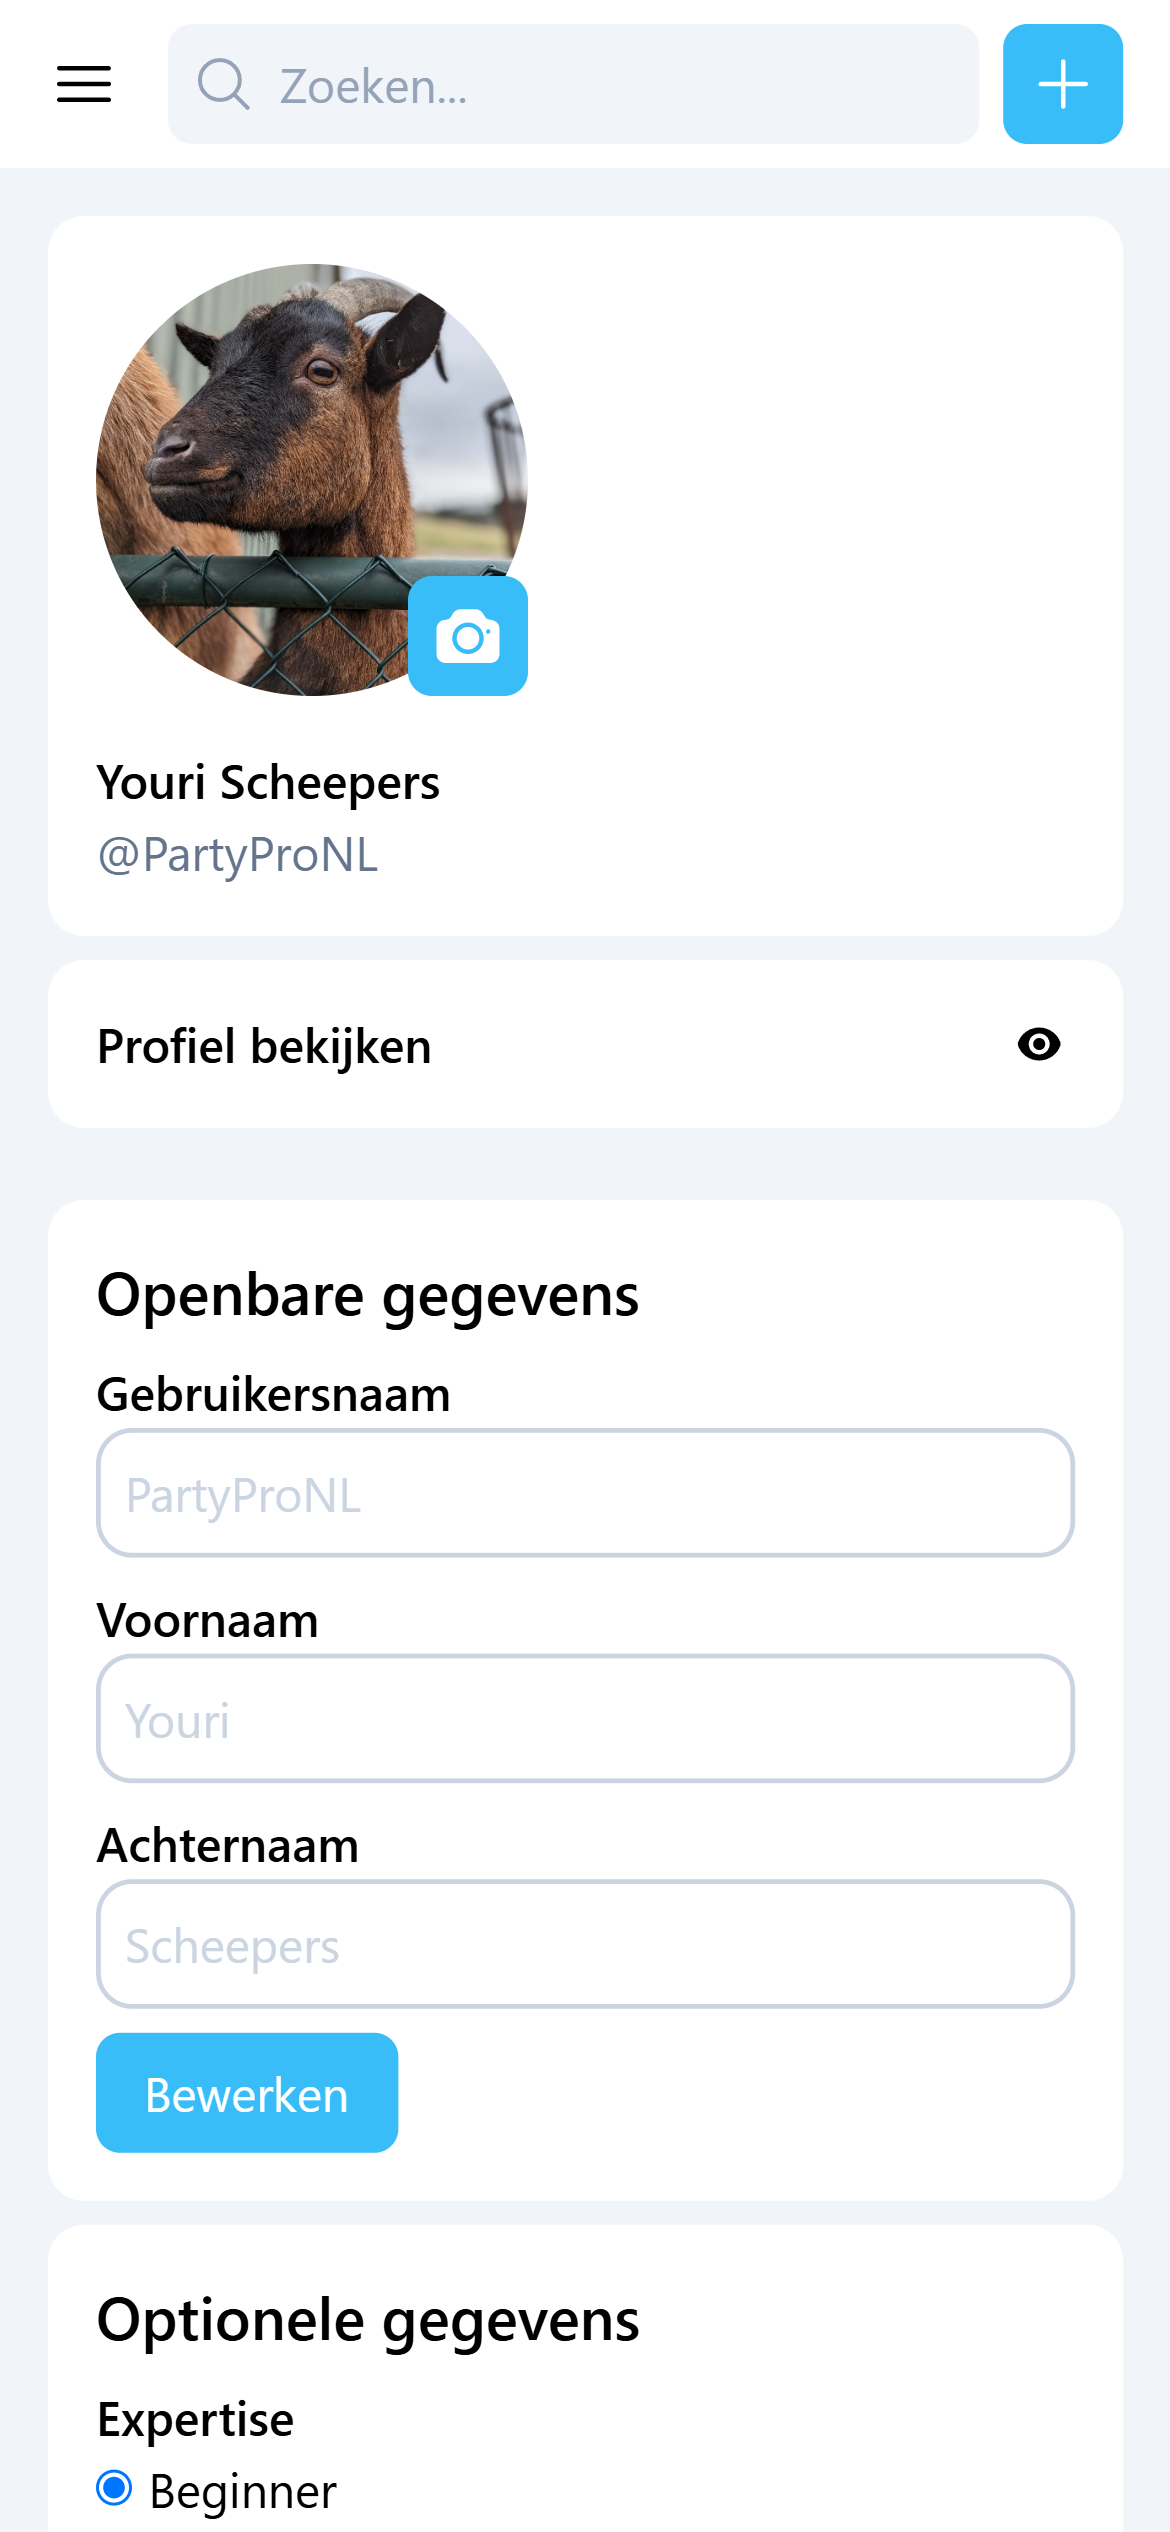 Zoeken...
Youri Scheepers
@PartyProNL
Profiel bekijken
Openbare gegevens
Gebruikersnaam
PartyProNL
Voornaam
Youri
Achternaam
Scheepers
Bewerken
Optionele gegevens
Expertise
Beginner